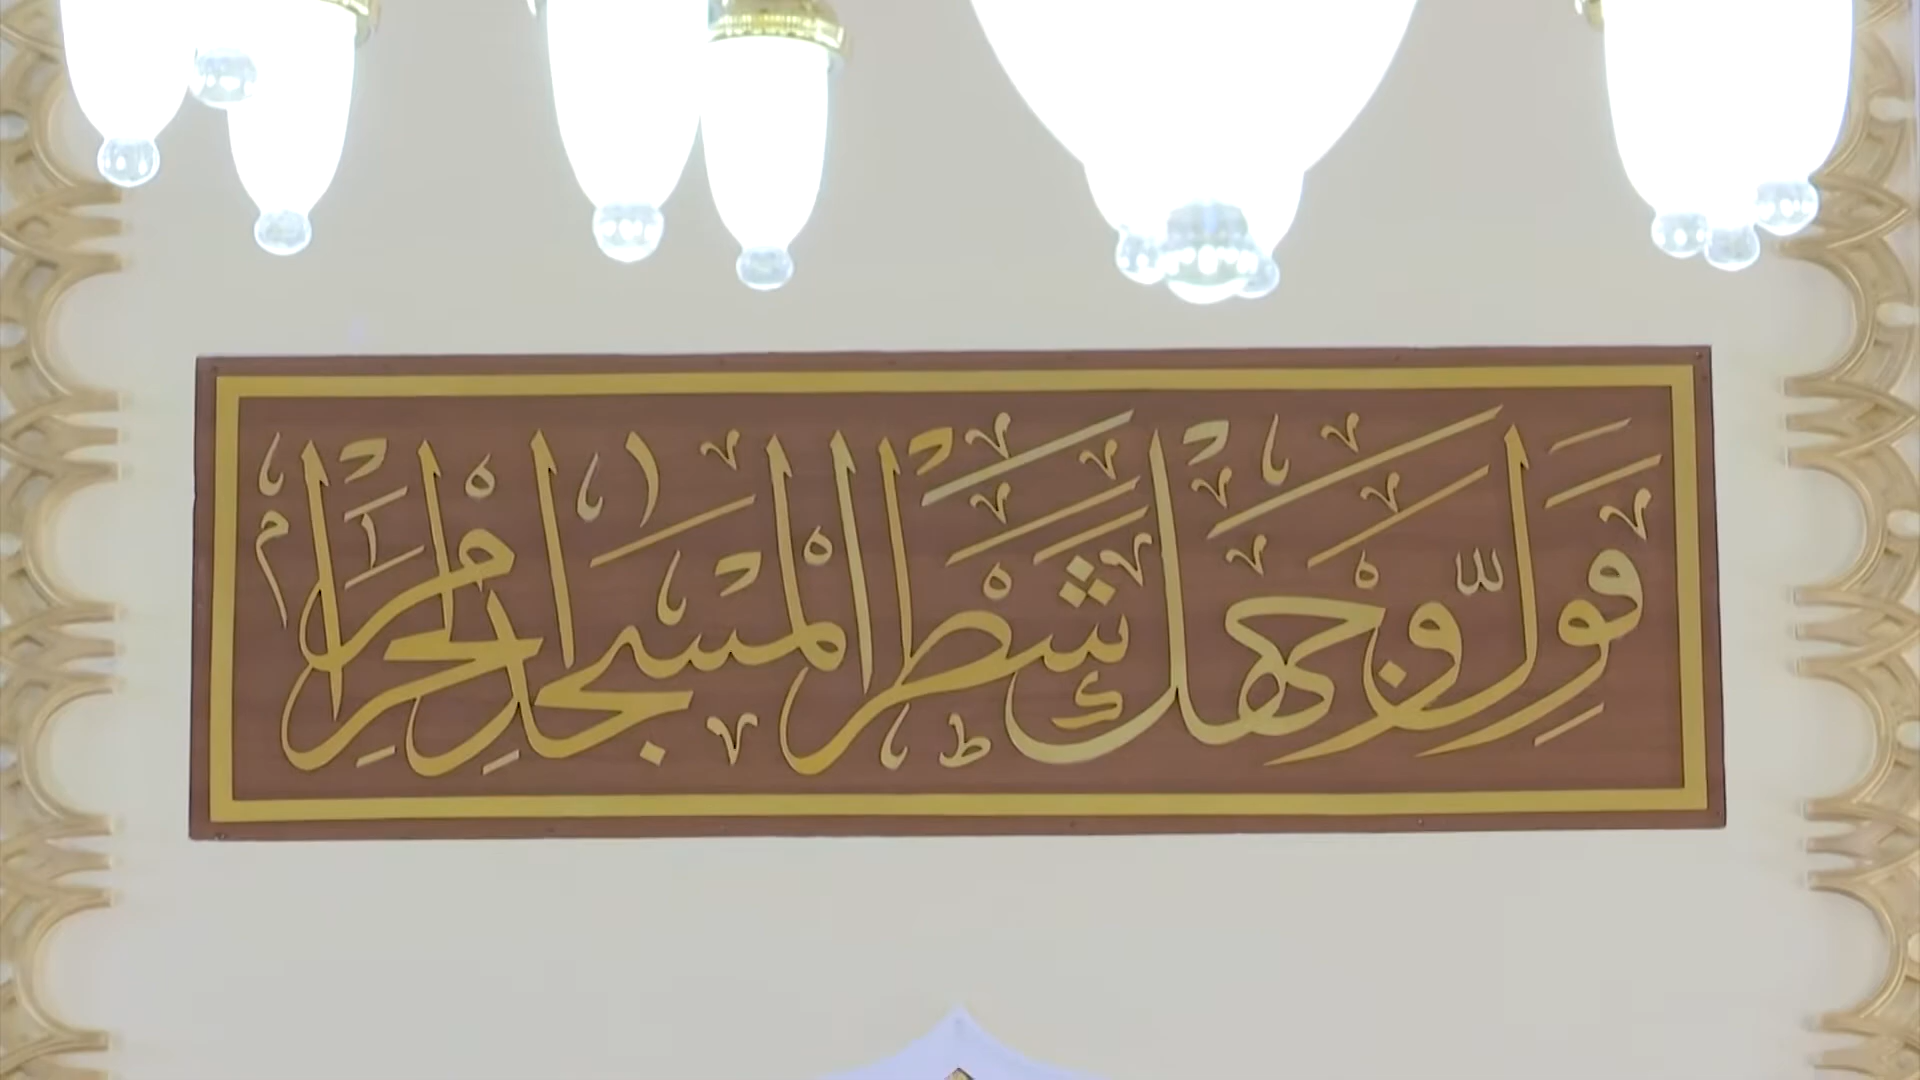 فَوَلِّ وَجْهَكَ شَطْرَ الْمَسْجِدِ الْحَرَامِ